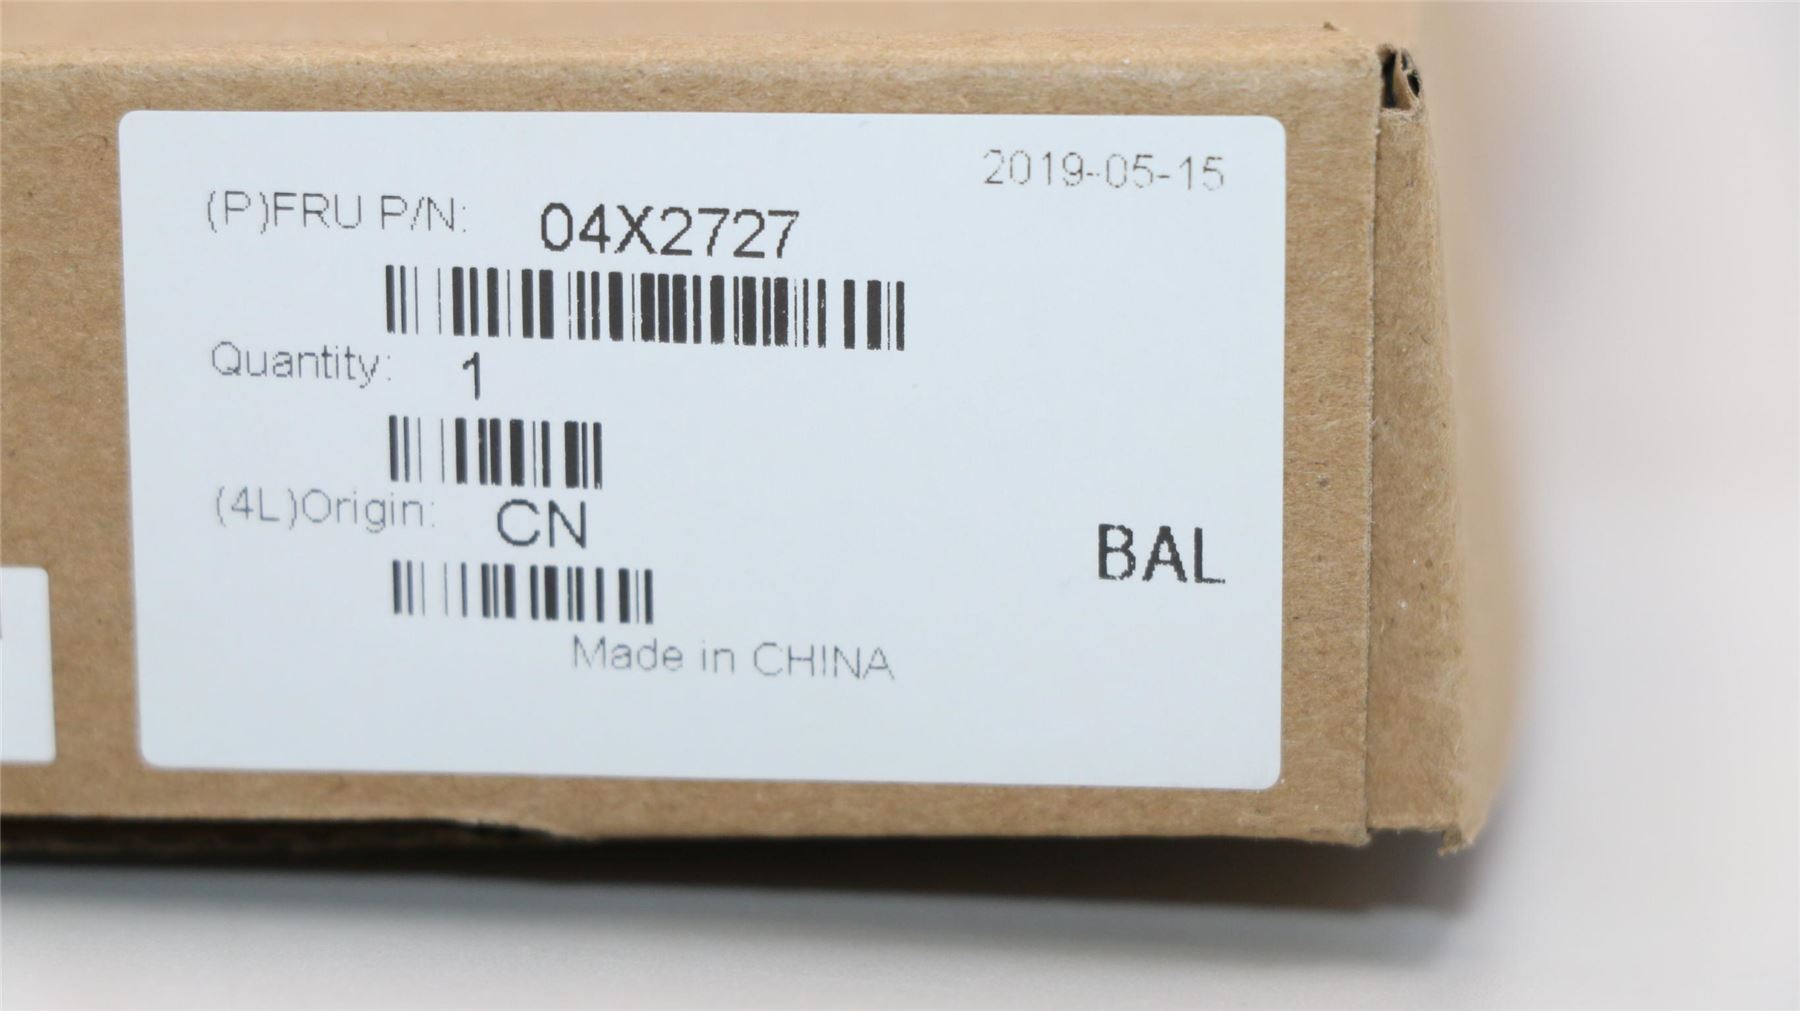 2019-05-15
(P)FRU P/N: 04X2727
Quantity: 1
(4L)Origin: CN
BAL
Made in CHINA